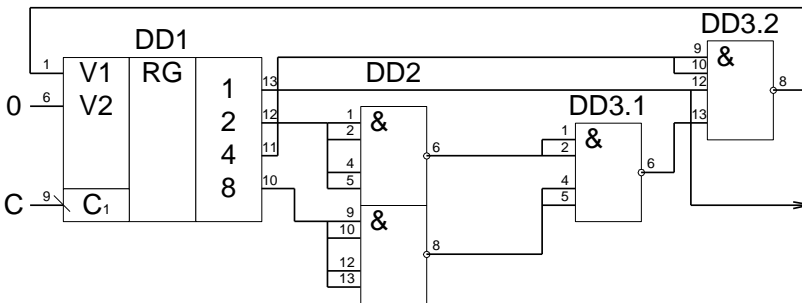 DD3.2
DD1
9 &
1 V1 RG 10
DD2
1 13 12 8
6 V2
0
DD3.1
2 12 1 & 13
2
1 &
4 11 6 2 6
4
5
8 10 4
5
C 9 C1 9 &
10
8
12
13